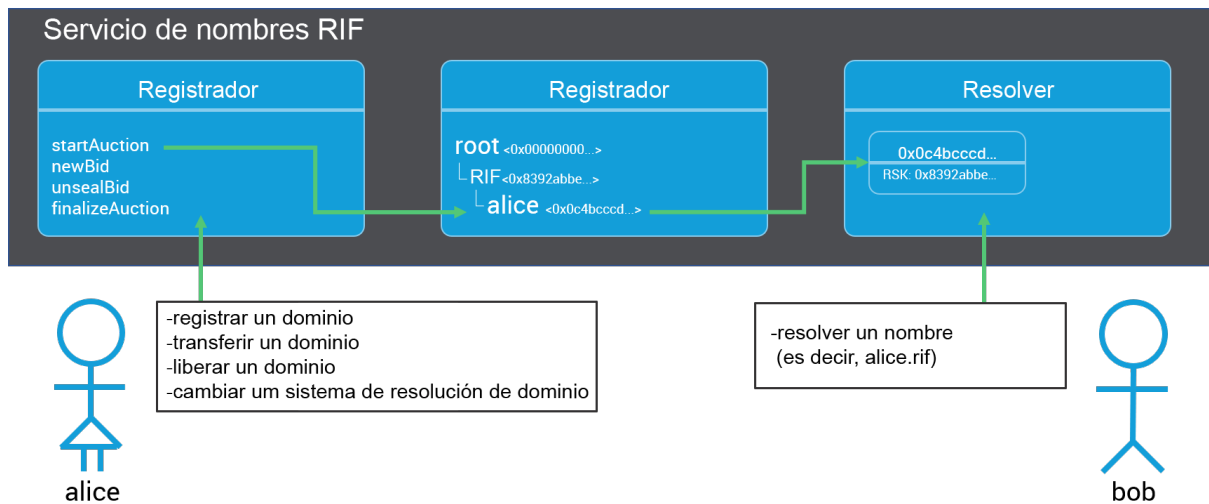 Servicio de nombres RIF
Registrador
startAuction
newBid
unsealBid
finalizeAuction
Registrador
root <0x00000000...>
RIF<0x8392abbe...>
alice <0x0c4bcccd...>
Resolver
0x0c4bcccd...
RSK: 0x8392abbe...
-registrar un dominio
-transferir un dominio
-liberar un dominio
-cambiar um sistema de resolución de dominio
-resolver un nombre
(es decir, alice.rif)
alice
bob